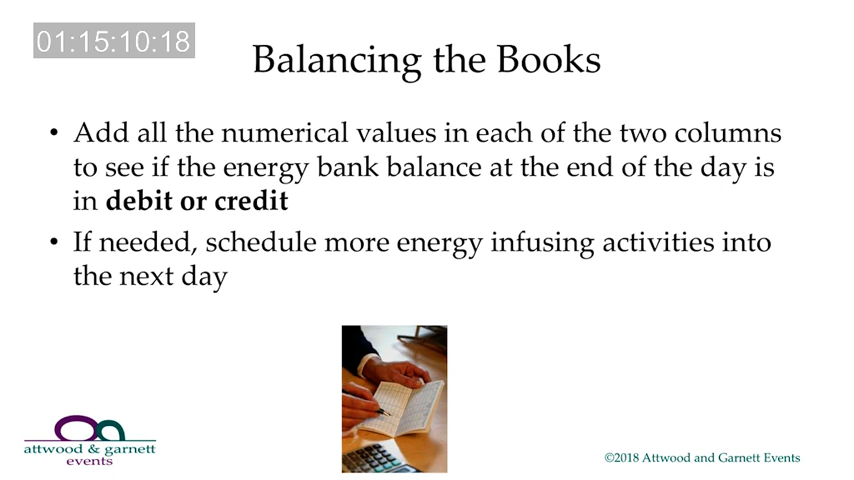 01:15:10:18
Balancing the Books
• Add all the numerical values in each of the two columns
to see if the energy bank balance at the end of the day is
in debit or credit
• If needed, schedule more energy infusing activities into
the next day
attwood & garnett
events
©2018 Attwood and Garnett Events